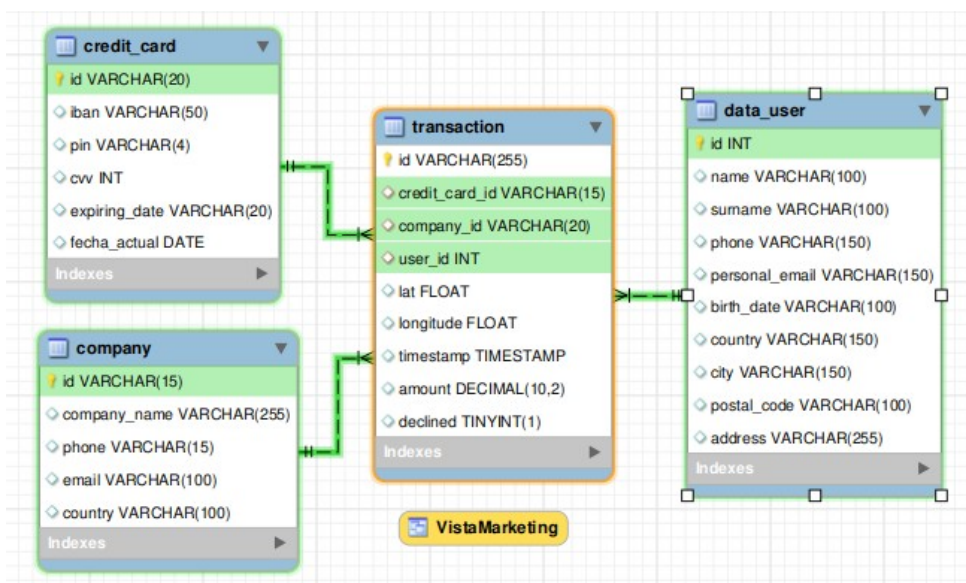 credit_card
id VARCHAR(20)
iban VARCHAR(50)
pin VARCHAR(4)
cvv INT
expiring_date VARCHAR(20)
fecha_actual DATE
Indexes
company
id VARCHAR(15)
company_name VARCHAR(255)
phone VARCHAR(15)
email VARCHAR(100)
country VARCHAR(100)
Indexes
transaction
id VARCHAR(255)
credit_card_id VARCHAR(15)
company_id VARCHAR(20)
user_id INT
lat FLOAT
longitude FLOAT
timestamp TIMESTAMP
amount DECIMAL(10,2)
declined TINYINT(1)
Indexes
VistaMarketing
data_user
id INT
name VARCHAR(100)
surname VARCHAR(100)
phone VARCHAR(150)
personal_email VARCHAR(150)
birth_date VARCHAR(100)
country VARCHAR(150)
city VARCHAR(150)
postal_code VARCHAR(100)
address VARCHAR(255)
Indexes